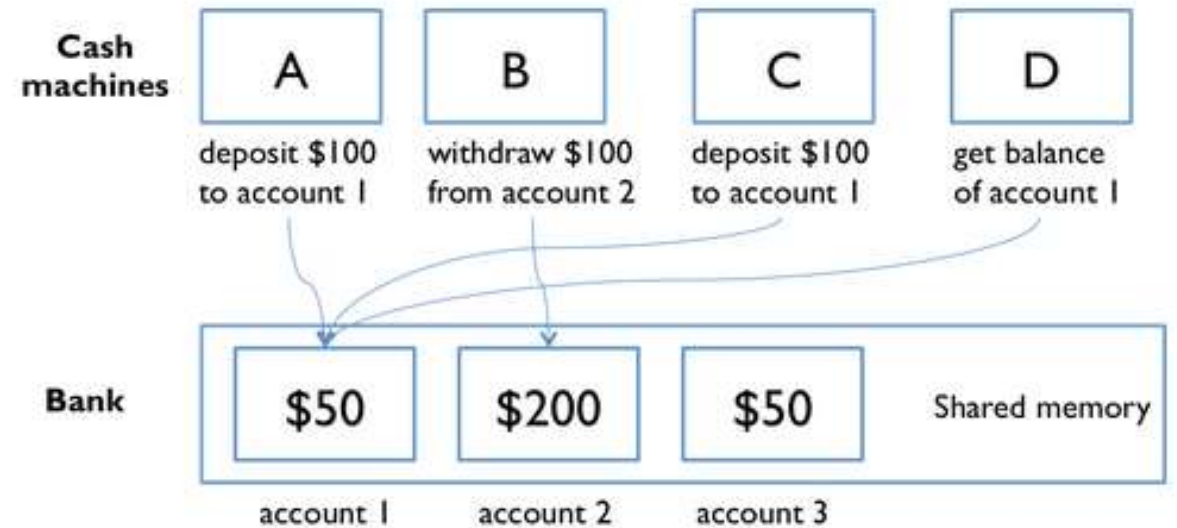 Cash
machines
A
B
C
D
deposit $100
to account 1
withdraw $100
from account 2
deposit $100
to account 1
get balance
of account 1
Bank
$50
$200
$50
Shared memory
account 1
account 2
account 3